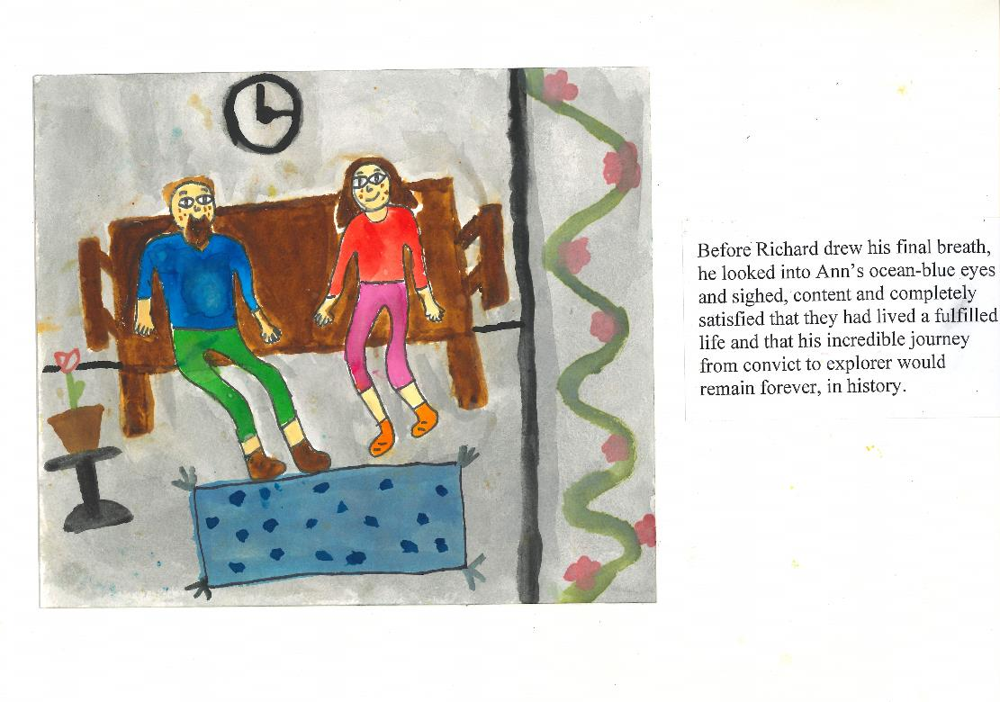 Before Richard drew his final breath,
he looked into Ann’s ocean-blue eyes
and sighed, content and completely
satisfied that they had lived a fulfilled
life and that his incredible journey
from convict to explorer would
remain forever, in history.